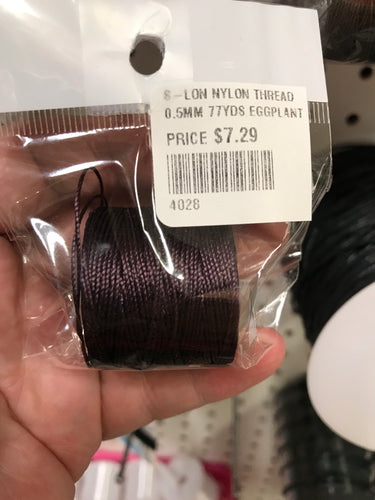 S-LON NYLON THREAD
0.5MM 77YDS EGGPLANT
PRICE $7.29
4028